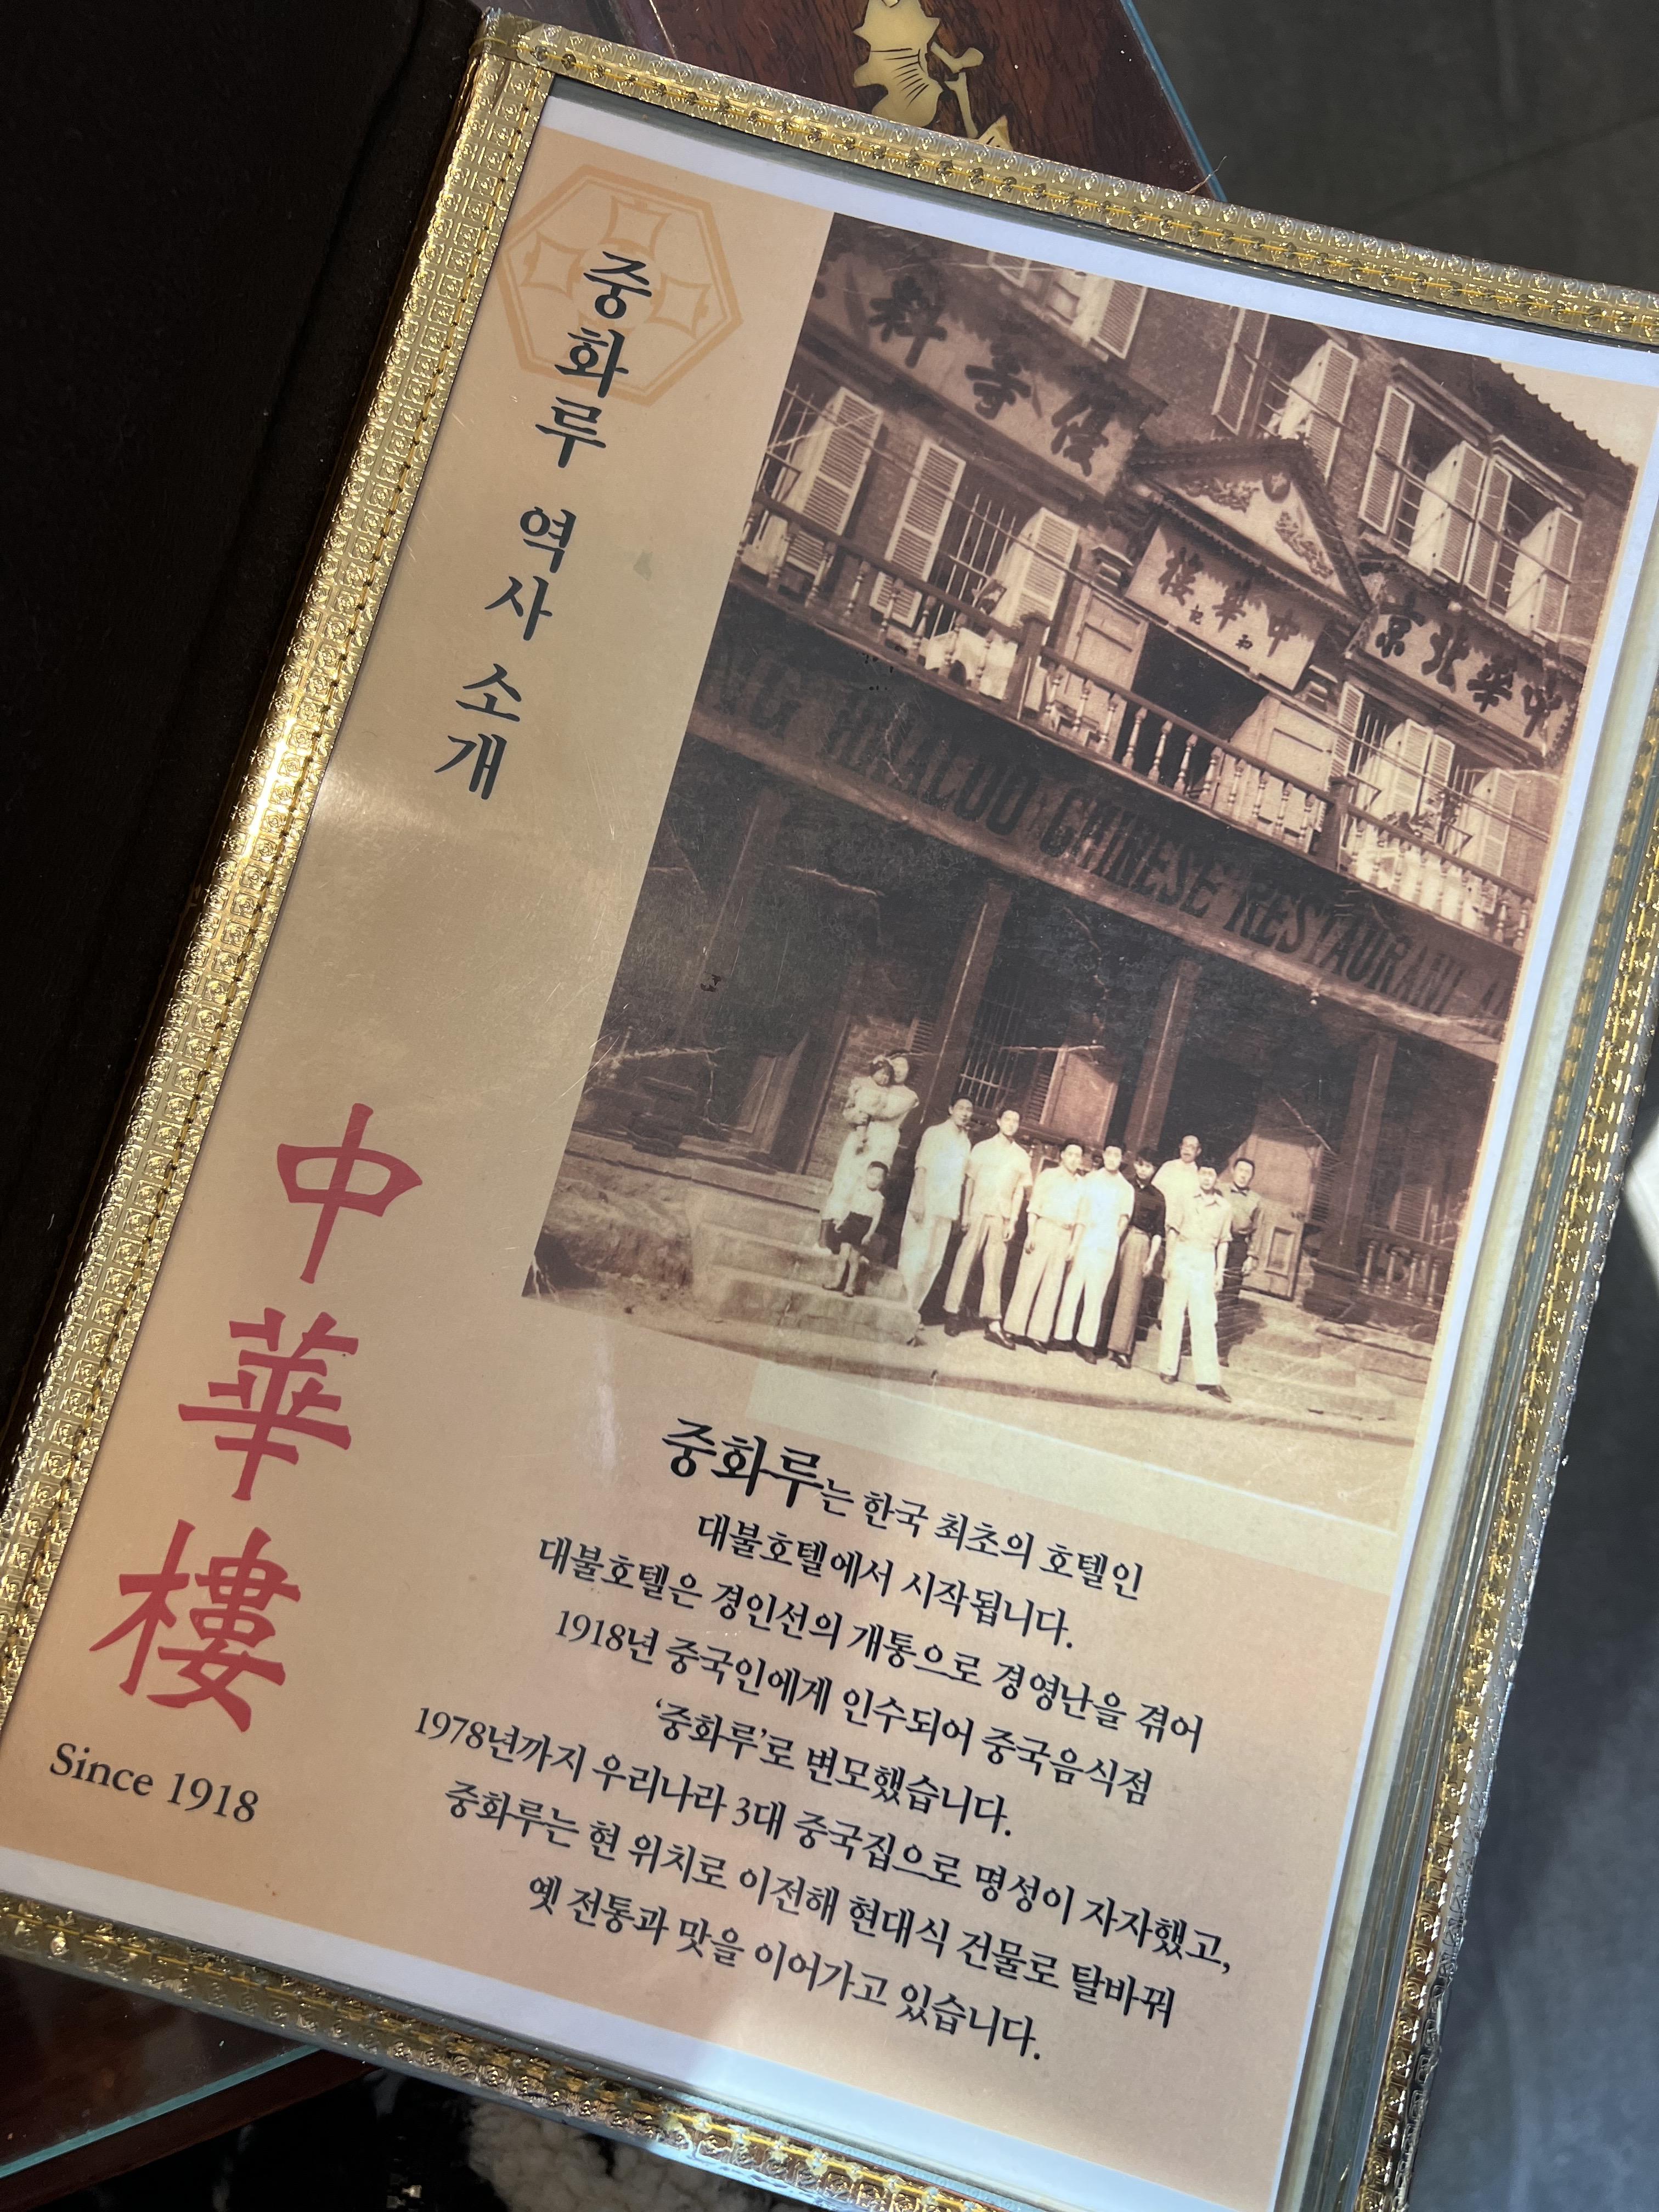 중화루 역사 소개
料 等 優
中華樓
和記
中華北京
HWACOO CHINESE RESTAURANT
中華樓
Since 1918
중화루는 한국 최초의 호텔인
대불호텔에서 시작됩니다.
대불호텔은 경인선의 개통으로 경영난을 겪어
1918년 중국인에게 인수되어 중국음식점
‘중화루’로 변모했습니다.
1978년까지 우리나라 3대 중국집으로 명성이 자자했고,
중화루는 현 위치로 이전해 현대식 건물로 탈바꿔
옛 전통과 맛을 이어가고 있습니다.